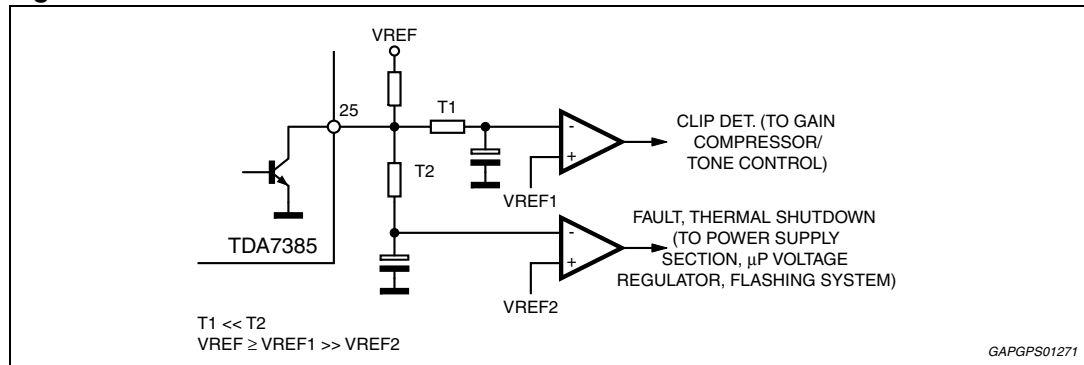 VREF
25
T1
-
+
VREF1
CLIP DET. (TO GAIN
COMPRESSOR/
TONE CONTROL)
T2
TDA7385
-
+
VREF2
FAULT, THERMAL SHUTDOWN
(TO POWER SUPPLY
SECTION, µP VOLTAGE
REGULATOR, FLASHING SYSTEM)
T1 << T2
VREF ≥ VREF1 >> VREF2
GAPGPS01271